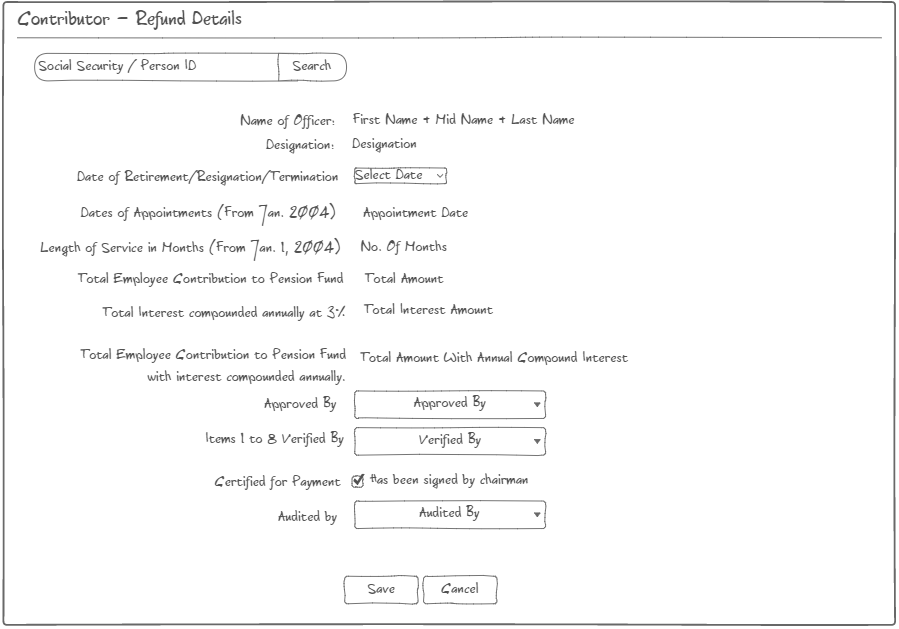 Contributor - Refund Details
Social Security / Person ID Search
Name of Officer: First Name + Mid Name + Last Name
Designation: Designation
Date of Retirement/Resignation/Termination Select Date
Dates of Appointments (From Jan. 2004) Appointment Date
Length of Service in Months (From Jan. 1, 2004) No. Of Months
Total Employee Contribution to Pension Fund Total Amount
Total Interest compounded annually at 3% Total Interest Amount
Total Employee Contribution to Pension Fund Total Amount With Annual Compound Interest
with interest compounded annually.
Approved By Approved By
Items 1 to 8 Verified By Verified By
Certified for Payment Has been signed by chairman
Audited by Audited By
Save Cancel